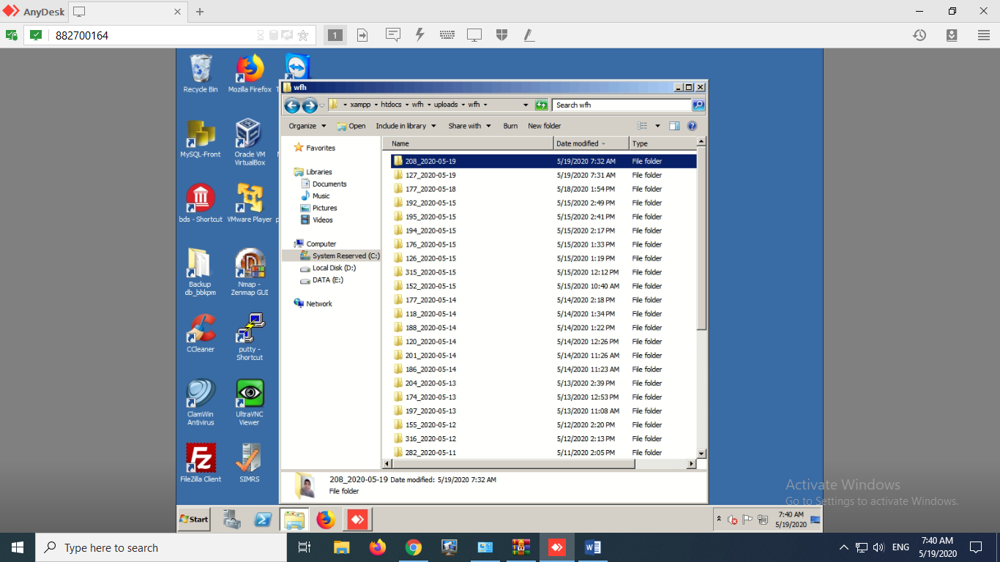 AnyDesk
882700164
1
Recycle Bin
Mozilla Firefox
MySQL-Front
Oracle VM VirtualBox
bds - Shortcut
VMware Player
Backup db_bbkpm
Nmap - Zenmap GUI
CCleaner
putty - Shortcut
ClamWin Antivirus
UltraVNC Viewer
FileZilla Client
SIMRS
wfh
xampp htdocs wfh uploads wfh
Search wfh
Organize Open Include in library Share with Burn New folder
Favorites
Libraries
Documents
Music
Pictures
Videos
Computer
System Reserved (C:)
Local Disk (D:)
DATA (E:)
Network
Name Date modified Type
208_2020-05-19 5/19/2020 7:32 AM File folder
127_2020-05-19 5/19/2020 7:31 AM File folder
177_2020-05-18 5/18/2020 1:54 PM File folder
192_2020-05-15 5/15/2020 2:49 PM File folder
195_2020-05-15 5/15/2020 2:41 PM File folder
194_2020-05-15 5/15/2020 2:17 PM File folder
176_2020-05-15 5/15/2020 1:33 PM File folder
126_2020-05-15 5/15/2020 1:19 PM File folder
315_2020-05-15 5/15/2020 12:12 PM File folder
152_2020-05-15 5/15/2020 10:40 AM File folder
177_2020-05-14 5/14/2020 2:18 PM File folder
118_2020-05-14 5/14/2020 1:34 PM File folder
188_2020-05-14 5/14/2020 1:22 PM File folder
120_2020-05-14 5/14/2020 12:26 PM File folder
201_2020-05-14 5/14/2020 11:26 AM File folder
186_2020-05-14 5/14/2020 11:23 AM File folder
204_2020-05-13 5/13/2020 2:39 PM File folder
174_2020-05-13 5/13/2020 12:53 PM File folder
197_2020-05-13 5/13/2020 11:08 AM File folder
155_2020-05-12 5/12/2020 2:20 PM File folder
316_2020-05-12 5/12/2020 2:13 PM File folder
282_2020-05-11 5/11/2020 2:05 PM File folder
208_2020-05-19 Date modified: 5/19/2020 7:32 AM
File folder
Activate Windows
Go to Settings to activate Windows.
Start
7:40 AM
5/19/2020
Type here to search
ENG
7:40 AM
5/19/2020